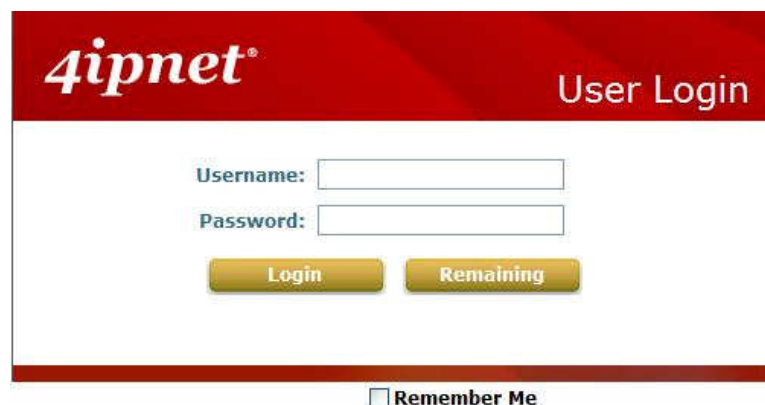 4ipnet®
User Login
Username:
Password:
Login Remaining
Remember Me